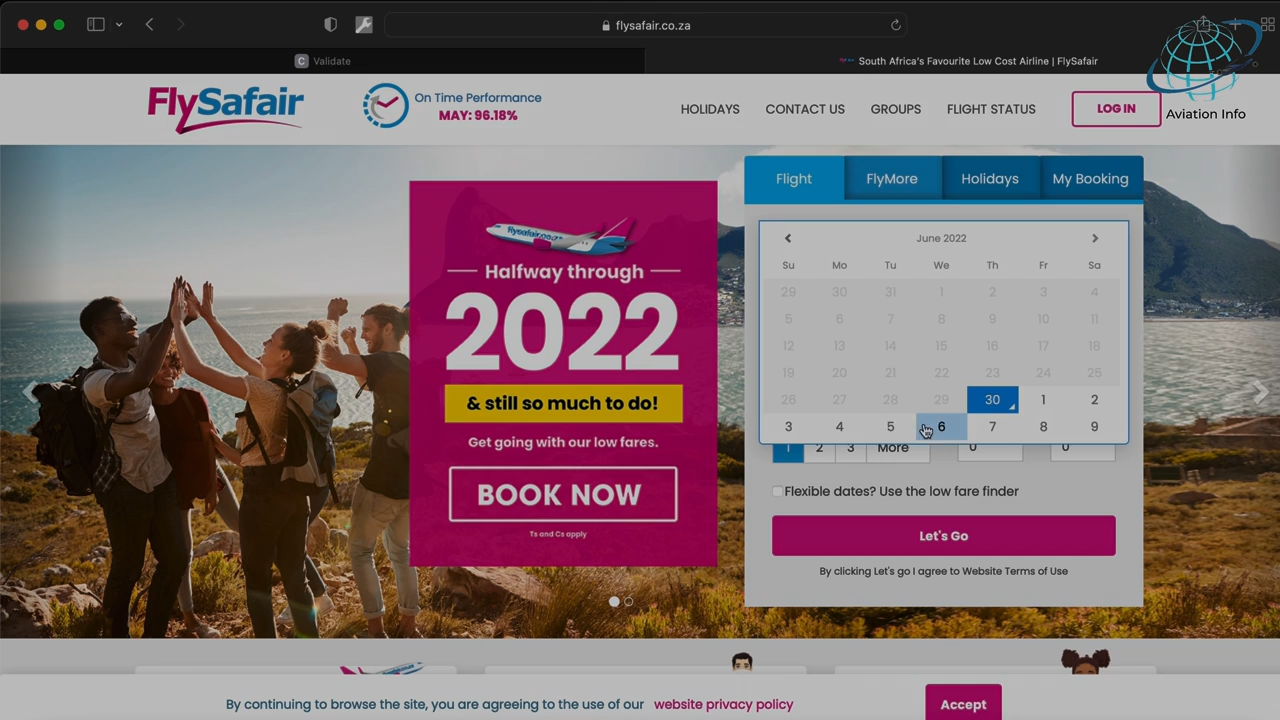 flysafair.co.za
C Validate
South Africa's Favourite Low Cost Airline | FlySafair
Aviation Info
FlySafair
On Time Performance
MAY: 96.18%
HOLIDAYS
CONTACT US
GROUPS
FLIGHT STATUS
LOG IN
Flight
FlyMore
Holidays
My Booking
flysafair.co.za
Halfway through
2022
& still so much to do!
Get going with our low fares.
BOOK NOW
Ts and Cs apply
June 2022
Su Mo Tu We Th Fr Sa
29 30 31 1 2 3 4
5 6 7 8 9 10 11
12 13 14 15 16 17 18
19 20 21 22 23 24 25
26 27 28 29 30 1 2
3 4 5 6 7 8 9
1 2 3 More 0 0
Flexible dates? Use the low fare finder
Let's Go
By clicking Let's go I agree to Website Terms of Use
By continuing to browse the site, you are agreeing to the use of our website privacy policy
Accept